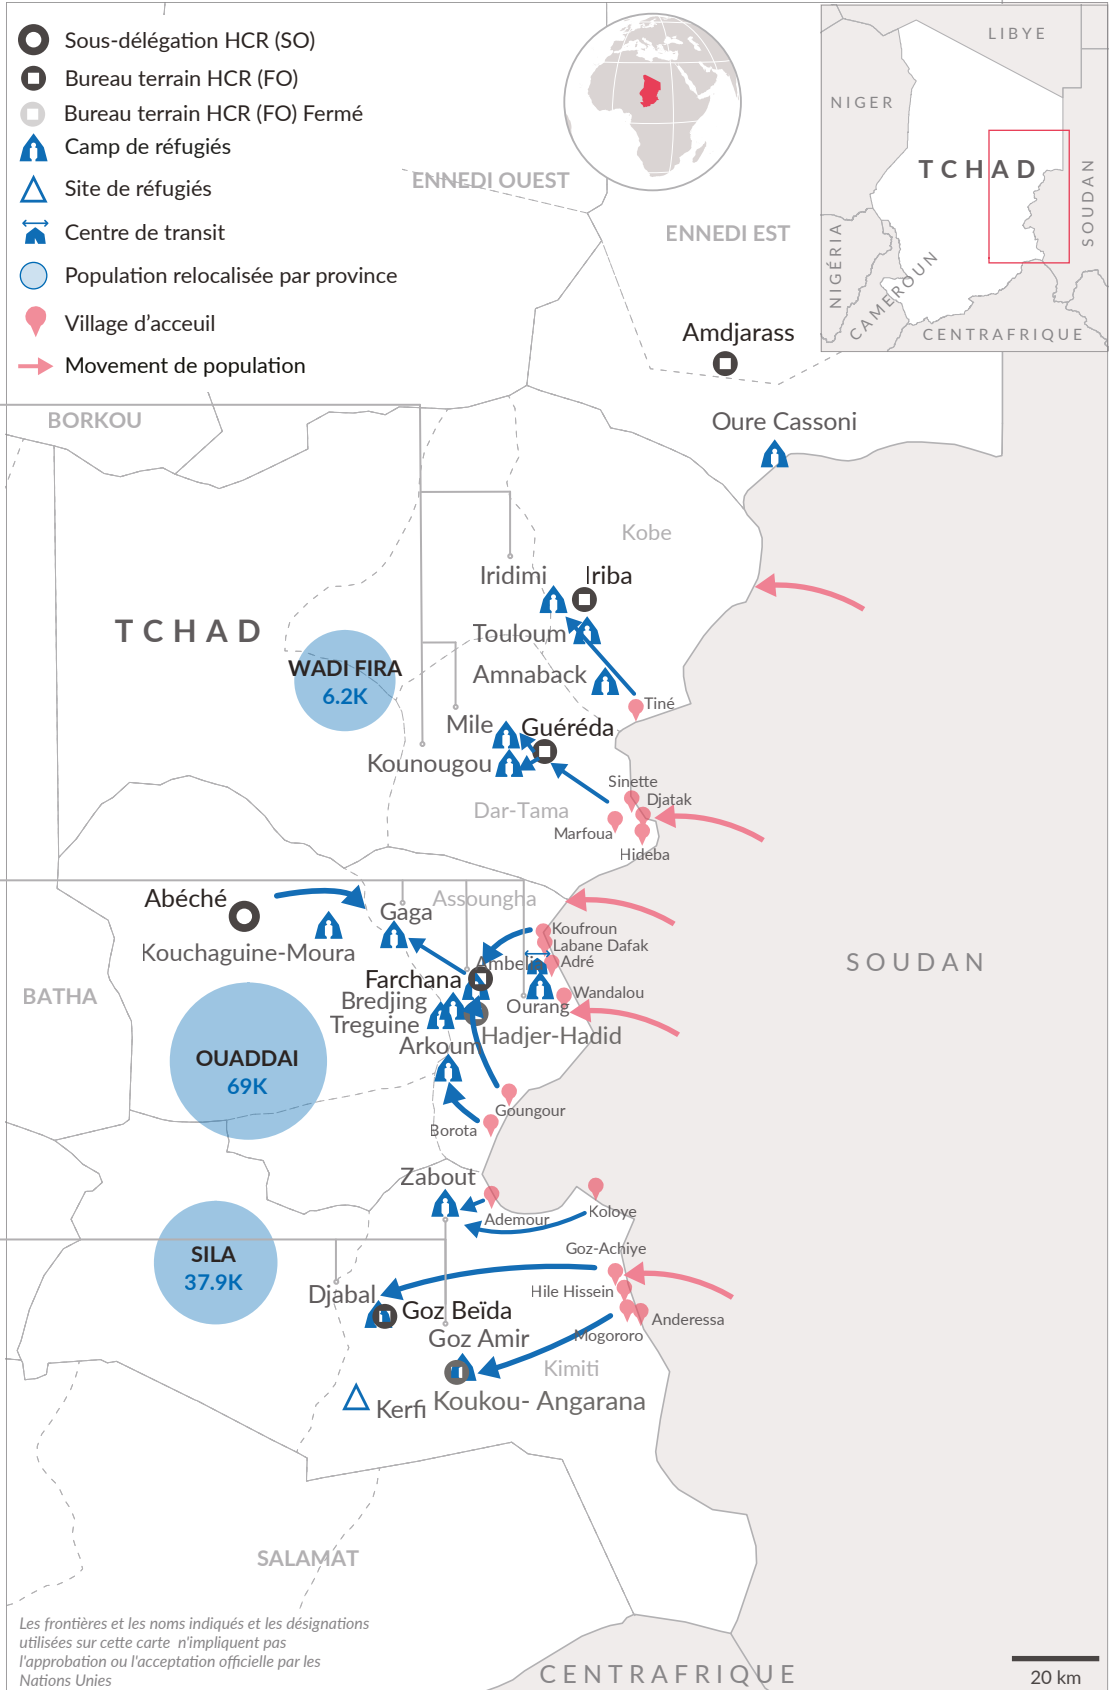 Sous-délégation HCR (SO)
Bureau terrain HCR (FO)
Bureau terrain HCR (FO) Fermé
Camp de réfugiés
Site de réfugiés
Centre de transit
Population relocalisée par province
Village d'acceuil
Movement de population
LIBYE
NIGER
TCHAD
SOUDAN
NIGÉRIA
CAMEROUN
CENTRAFRIQUE
ENNEDI OUEST
ENNEDI EST
Amdjarass
BORKOU
Oure Cassoni
Kobe
Iridimi
Iriba
TCHAD
Touloum
WADI FIRA
6.2K
Amnaback
Tiné
Mile
Guéréda
Kounougou
Sinette
Djatak
Dar-Tama
Marfoua
Hideba
Abéché
Assoungha
Gaga
Koufroun
Labane Dafak
Kouchaguine-Moura
Ambelia
Adré
SOUDAN
Farchana
BATHA
Bredjing
Wandalou
Ourang
Treguine
Hadjer-Hadid
Arkoum
OUADDAI
69K
Goungour
Borota
Zabout
Ademour
Koloye
SILA
37.9K
Goz-Achiye
Djabal
Hile Hissein
Goz Beïda
Anderessa
Mogororo
Goz Amir
Kimiti
Kerfi
Koukou- Angarana
SALAMAT
Les frontières et les noms indiqués et les désignations
utilisées sur cette carte n'impliquent pas
l'approbation ou l'acceptation officielle par les
Nations Unies
CENTRAFRIQUE
20 km